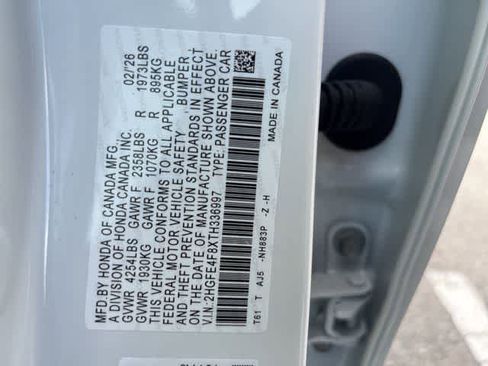 MFD. BY HONDA OF CANADA MFG. 02/26
A DIVISION OF HONDA CANADA INC.
GVWR 4254LBS GAWR F 2358LBS R 1973LBS
GVWR 1930KG GAWR F 1070KG R 895KG
THIS VEHICLE CONFORMS TO ALL APPLICABLE
FEDERAL MOTOR VEHICLE SAFETY BUMPER
AND THEFT PREVENTION STANDARDS IN EFFECT
ON THE DATE OF MANUFACTURE SHOWN ABOVE.
V.I.N.:2HGFE4F8XTH336997 TYPE: PASSENGER CAR
T61 T AJ5 -NH883P -Z -H
MADE IN CANADA